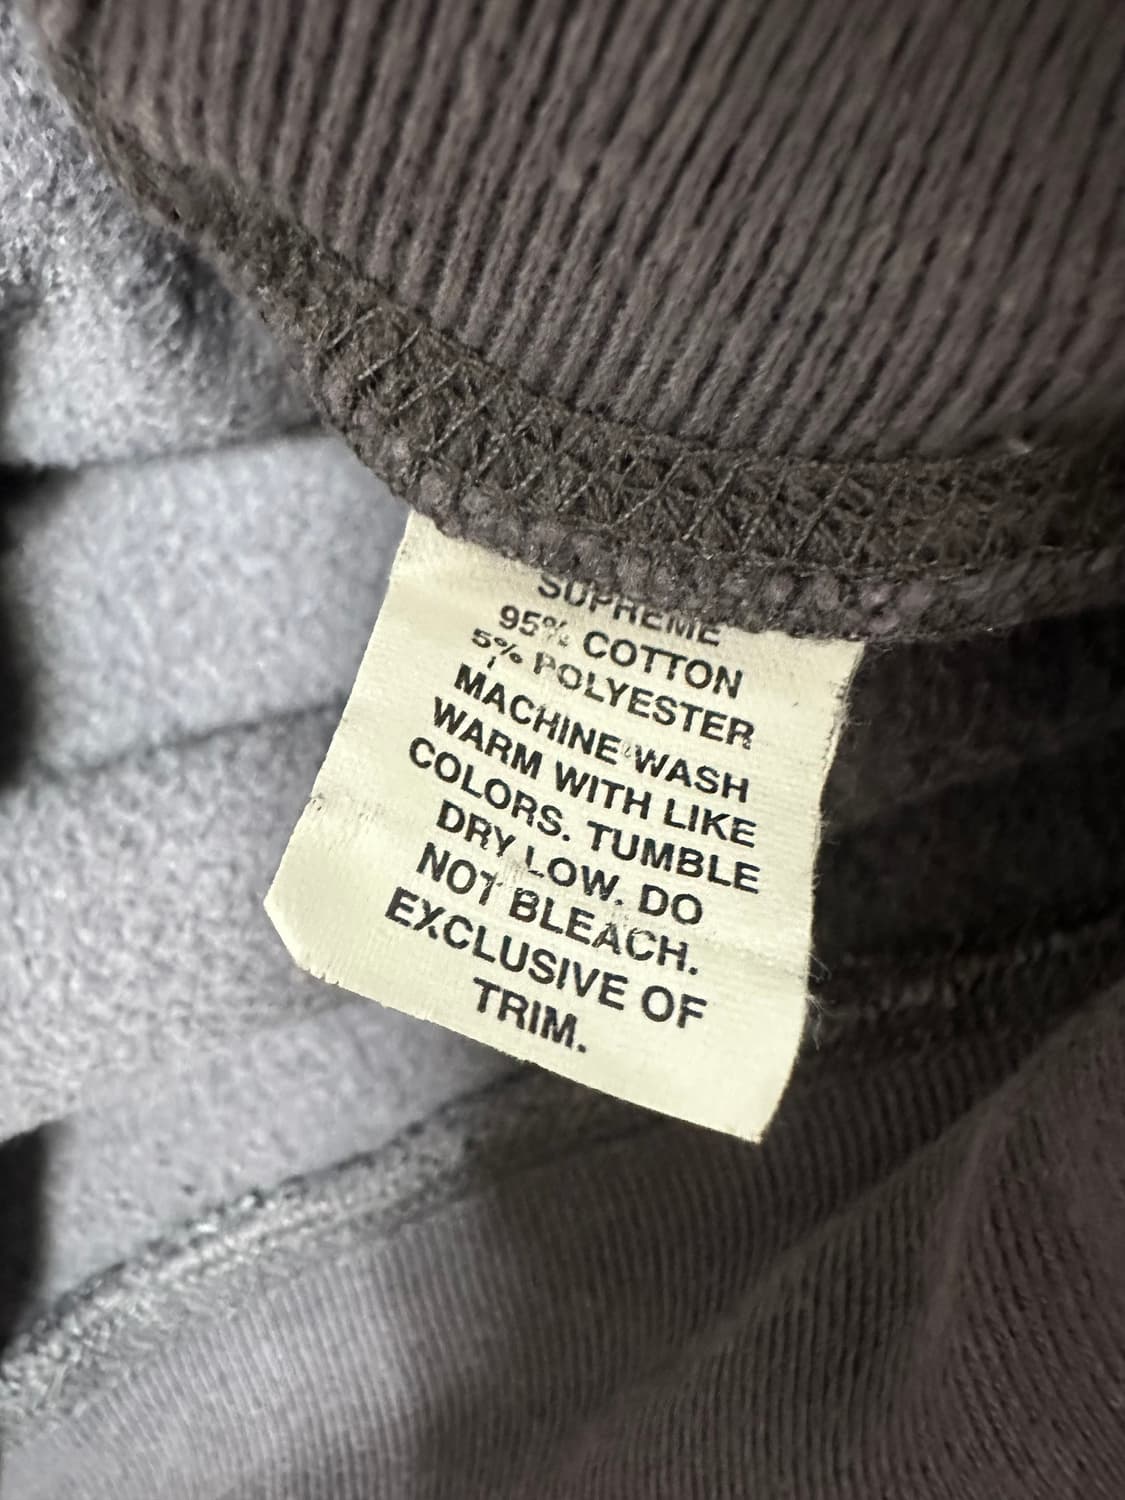 SUPREME
95% COTTON
5% POLYESTER
MACHINE WASH
WARM WITH LIKE
COLORS. TUMBLE
DRY LOW. DO
NOT BLEACH.
EXCLUSIVE OF
TRIM.